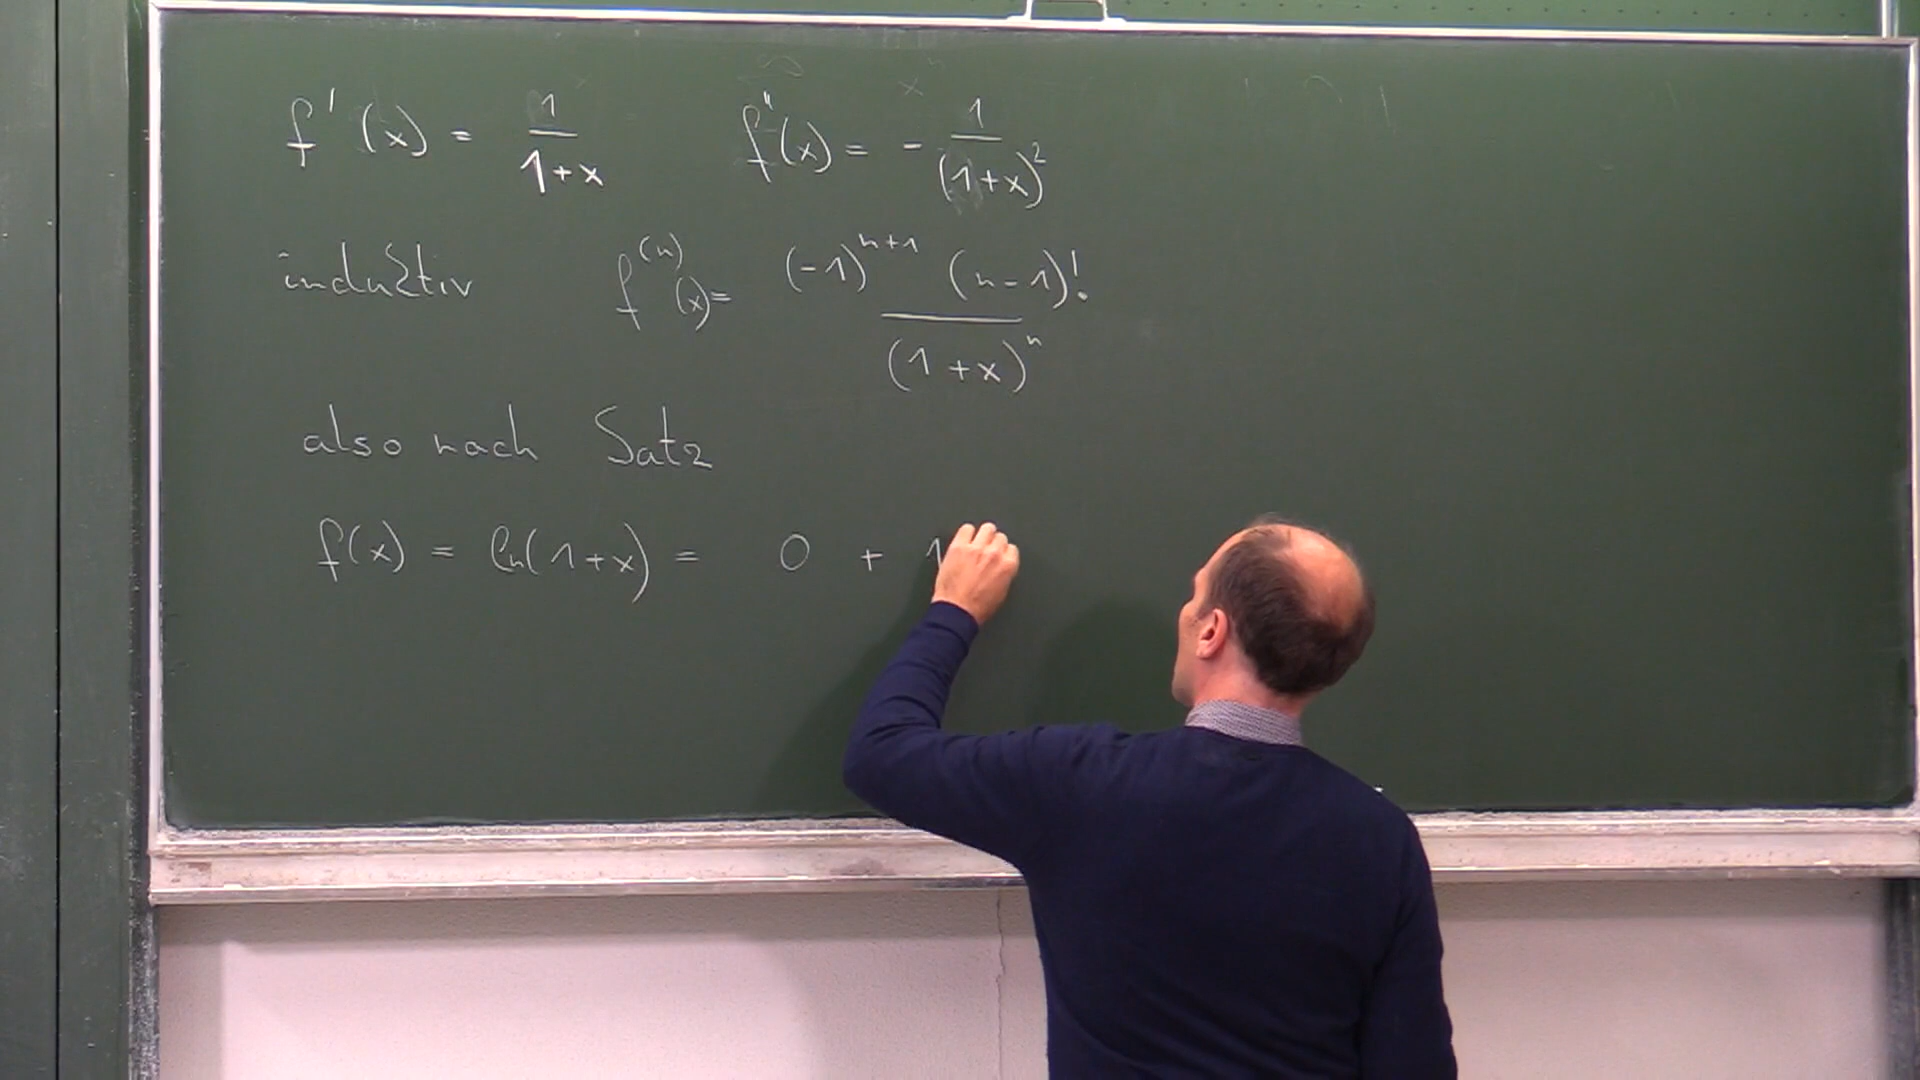 f'(x) = 1/(1+x)    f''(x) = - 1/(1+x)²
induktiv    f⁽ⁿ⁾(x) = (-1)ⁿ⁺¹ (n-1)! / (1+x)ⁿ
also nach Satz
f(x) = ln(1+x) = 0 + 1